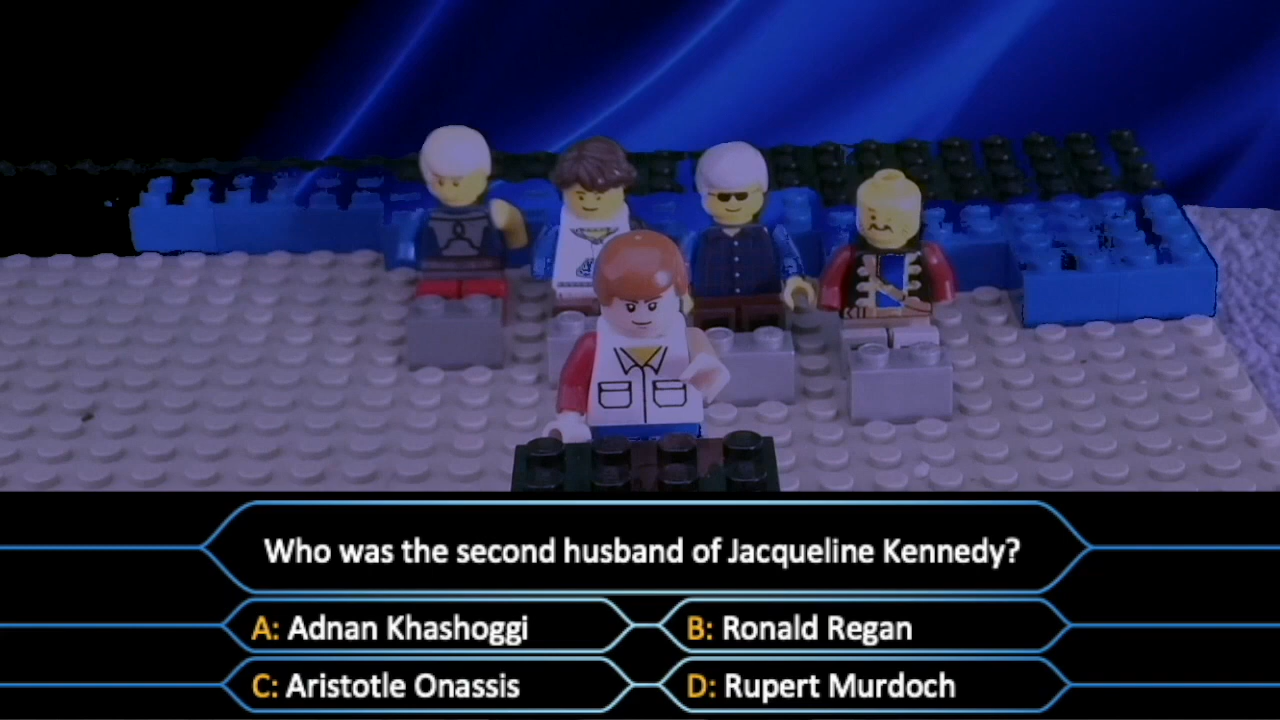 Who was the second husband of Jacqueline Kennedy?
A: Adnan Khashoggi
B: Ronald Regan
C: Aristotle Onassis
D: Rupert Murdoch